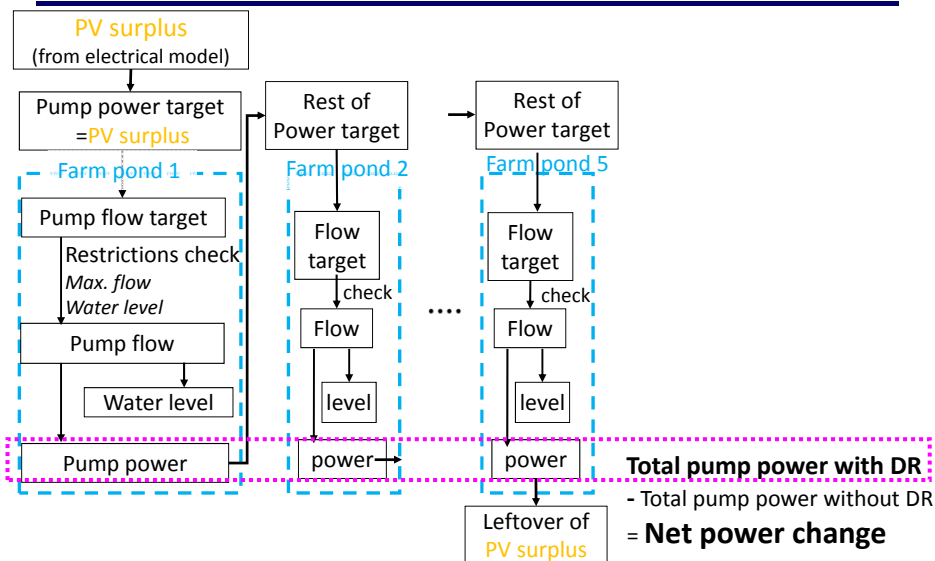 PV surplus
(from electrical model)
Pump power target
=PV surplus
Farm pond 1
Pump flow target
Restrictions check
Max. flow
Water level
Pump flow
Water level
Pump power
Rest of
Power target
Farm pond 2
Flow
target
check
Flow
level
power
....
Rest of
Power target
Farm pond 5
Flow
target
check
Flow
level
power
Leftover of
PV surplus
Total pump power with DR
- Total pump power without DR
= Net power change